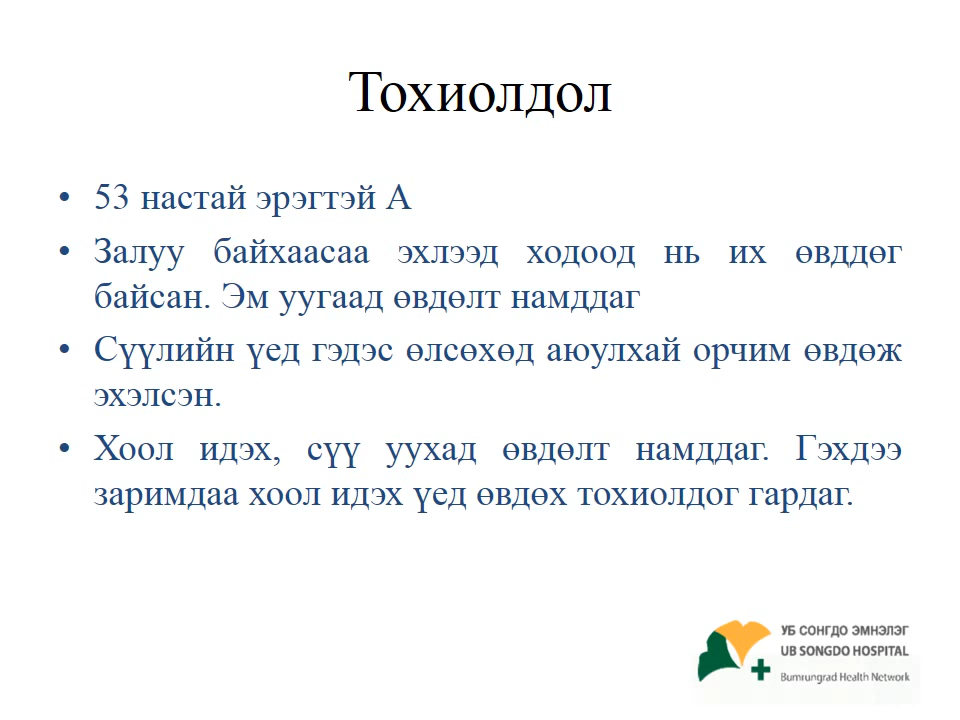 Тохиолдол
• 53 настай эрэгтэй А
• Залуу байхаасаа эхлээд ходоод нь их өвддөг
байсан. Эм уугаад өвдөлт намддаг
• Сүүлийн үед гэдэс өлсөхөд аюулхай орчим өвдөж
эхэлсэн.
• Хоол идэх, сүү уухад өвдөлт намддаг. Гэхдээ
заримдаа хоол идэх үед өвдөх тохиолдог гардаг.
УБ СОНГДО ЭМНЭЛЭГ
UB SONGDO HOSPITAL
Bumrungrad Health Network